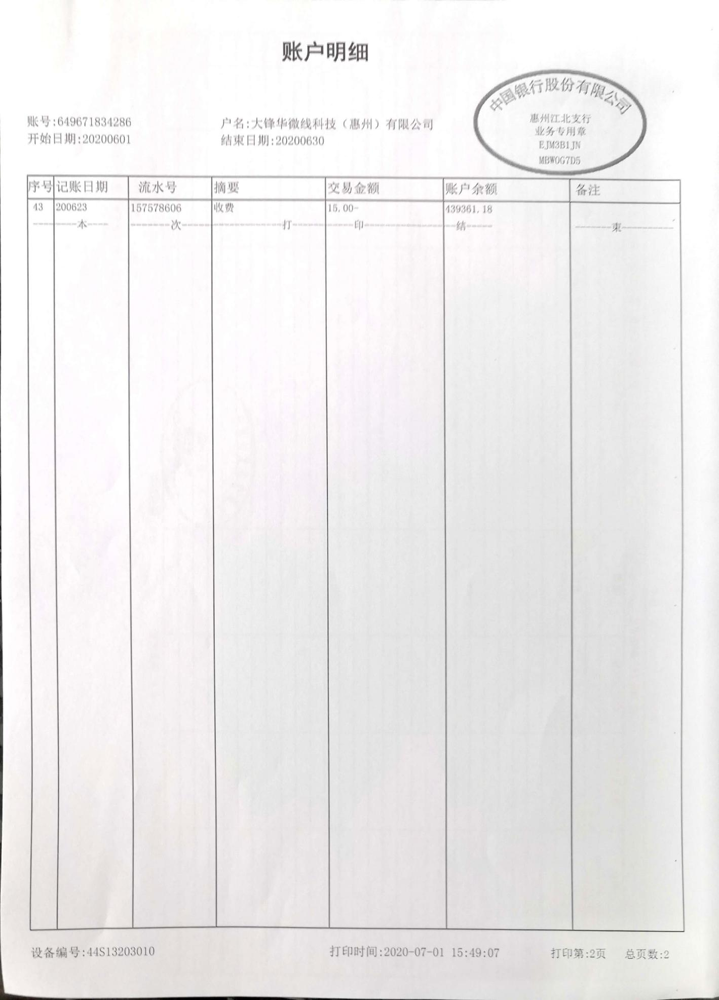 账户明细
中国银行股份有限公司
惠州江北支行
业务专用章
EJM3B1JN
MBW0G7D5
账号:649671834286 户名:大锋华微线科技（惠州）有限公司
开始日期:20200601 结束日期:20200630
序号 记账日期 流水号 摘要 交易金额 账户余额 备注
43 200623 157578606 收费 15.00- 439361.18
---------本---- -------次---------------------打------------印----------------结----- -------束----------
设备编号:44S13203010 打印时间:2020-07-01 15:49:07 打印第:2页 总页数:2